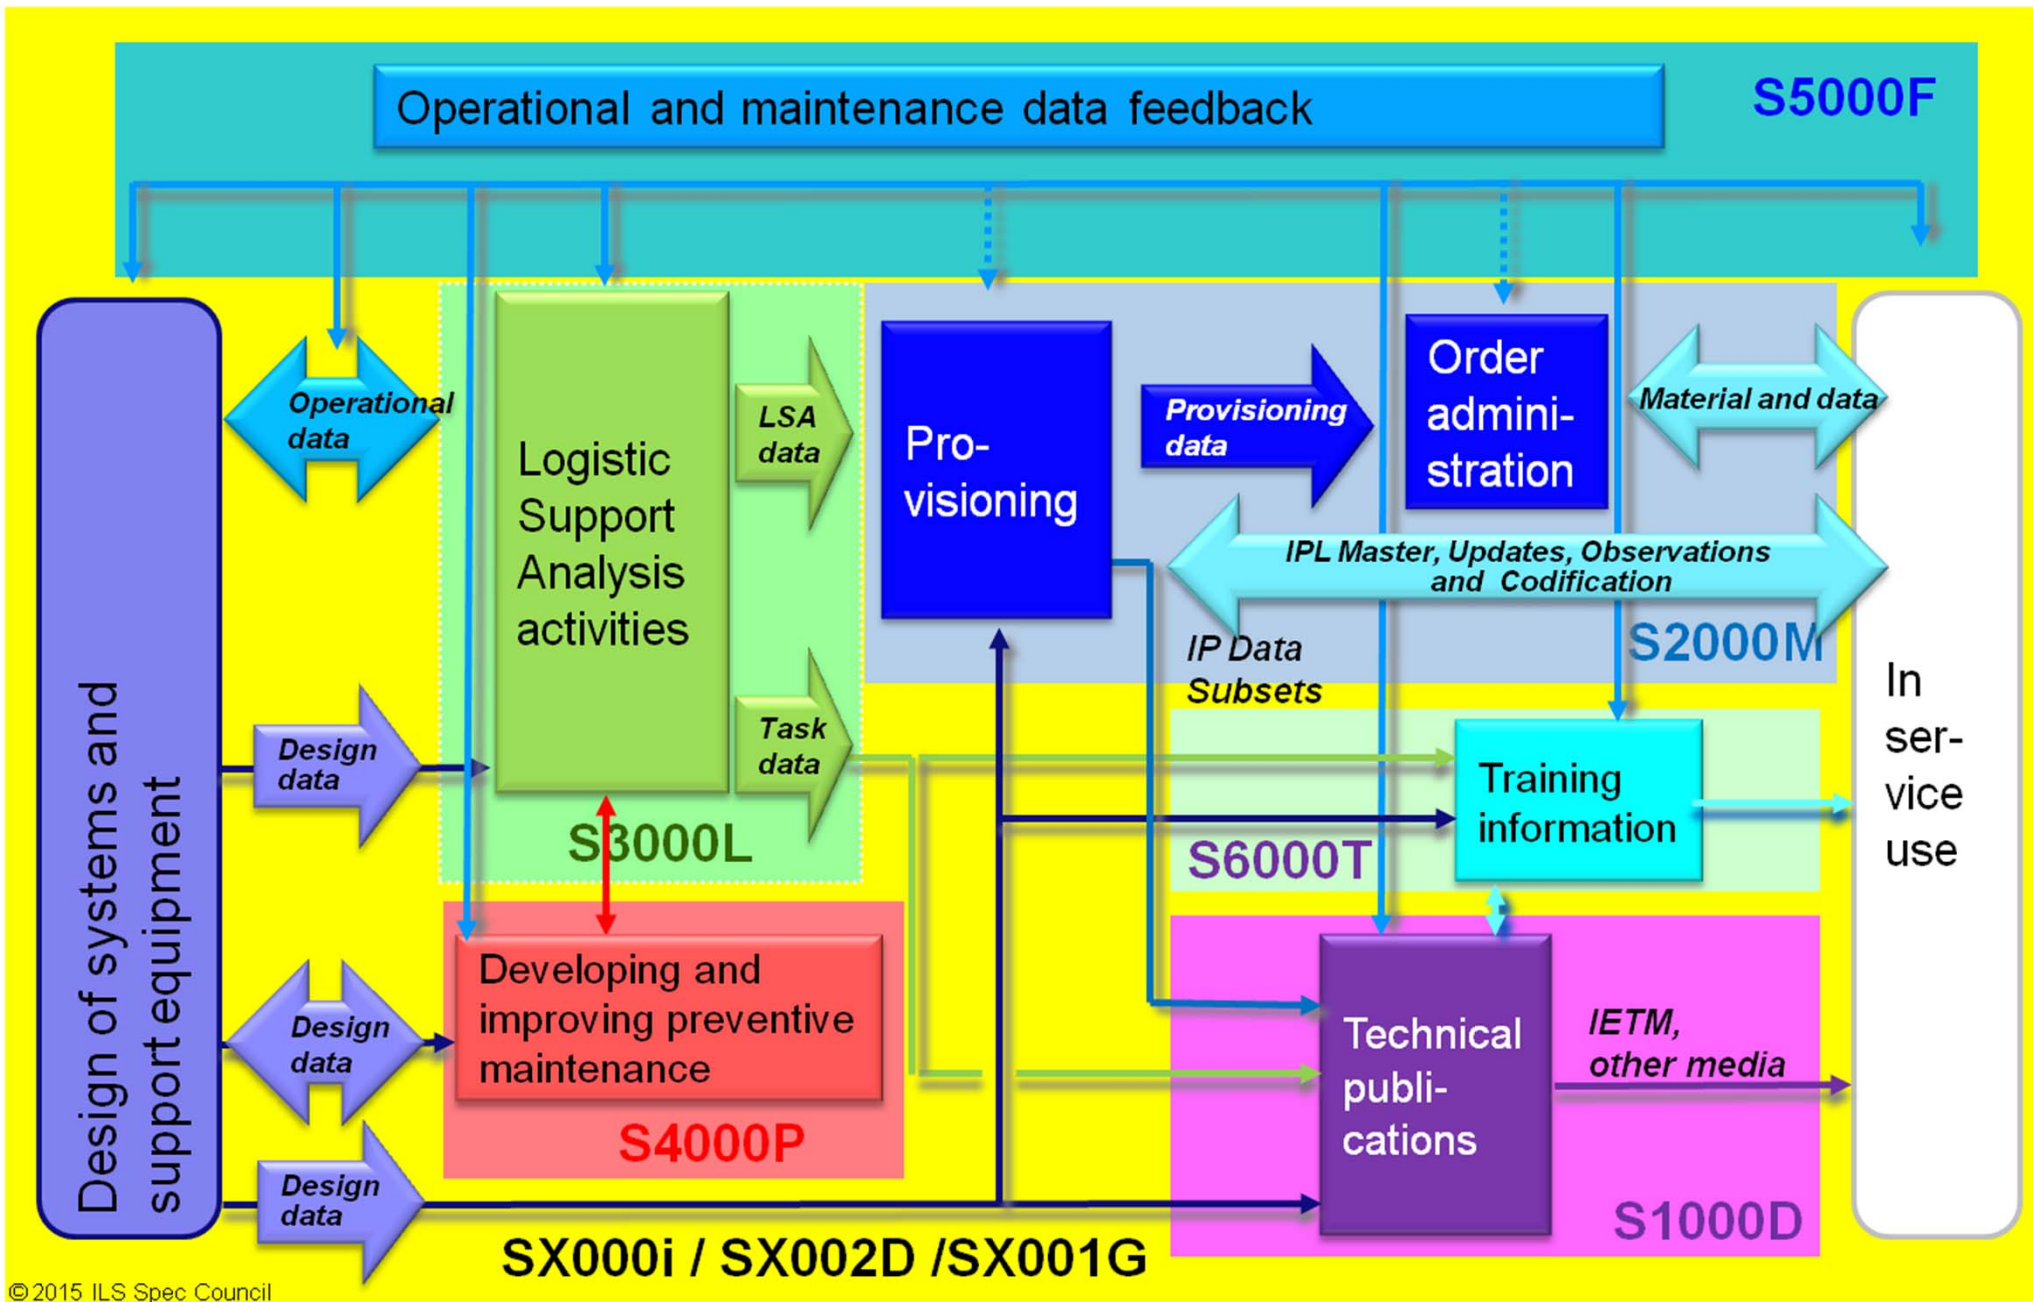 Operational and maintenance data feedback
S5000F
Operational
data
Logistic
Support
Analysis
activities
LSA
data
Pro-
visioning
Provisioning
data
Order
admini-
stration
Material and data
IPL Master, Updates, Observations
and Codification
IP Data
Subsets
S2000M
Design of systems and
support equipment
Design
data
Task
data
S3000L
Training
information
S6000T
In
ser-
vice
use
Design
data
Developing and
improving preventive
maintenance
S4000P
Technical
publi-
cations
IETM,
other media
S1000D
Design
data
SX000i / SX002D /SX001G
© 2015 ILS Spec Council